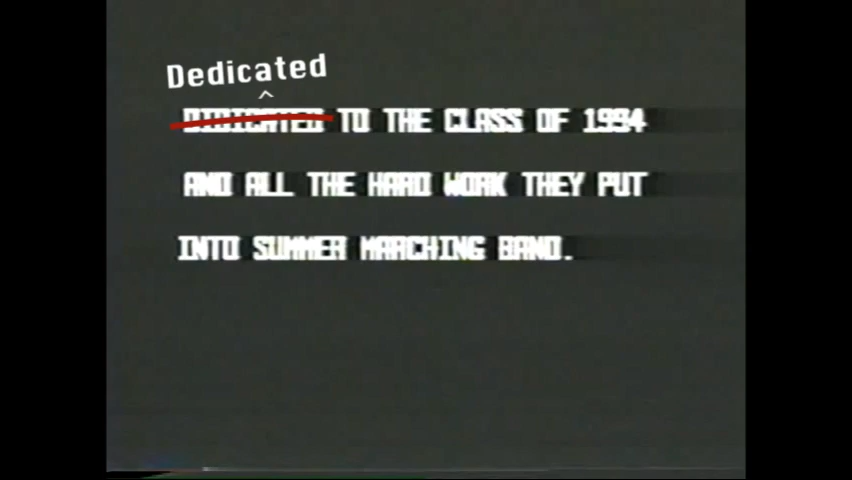 Dedicated
^
DIDICATED TO THE CLASS OF 1994
AND ALL THE HARD WORK THEY PUT
INTO SUMMER MARCHING BAND.